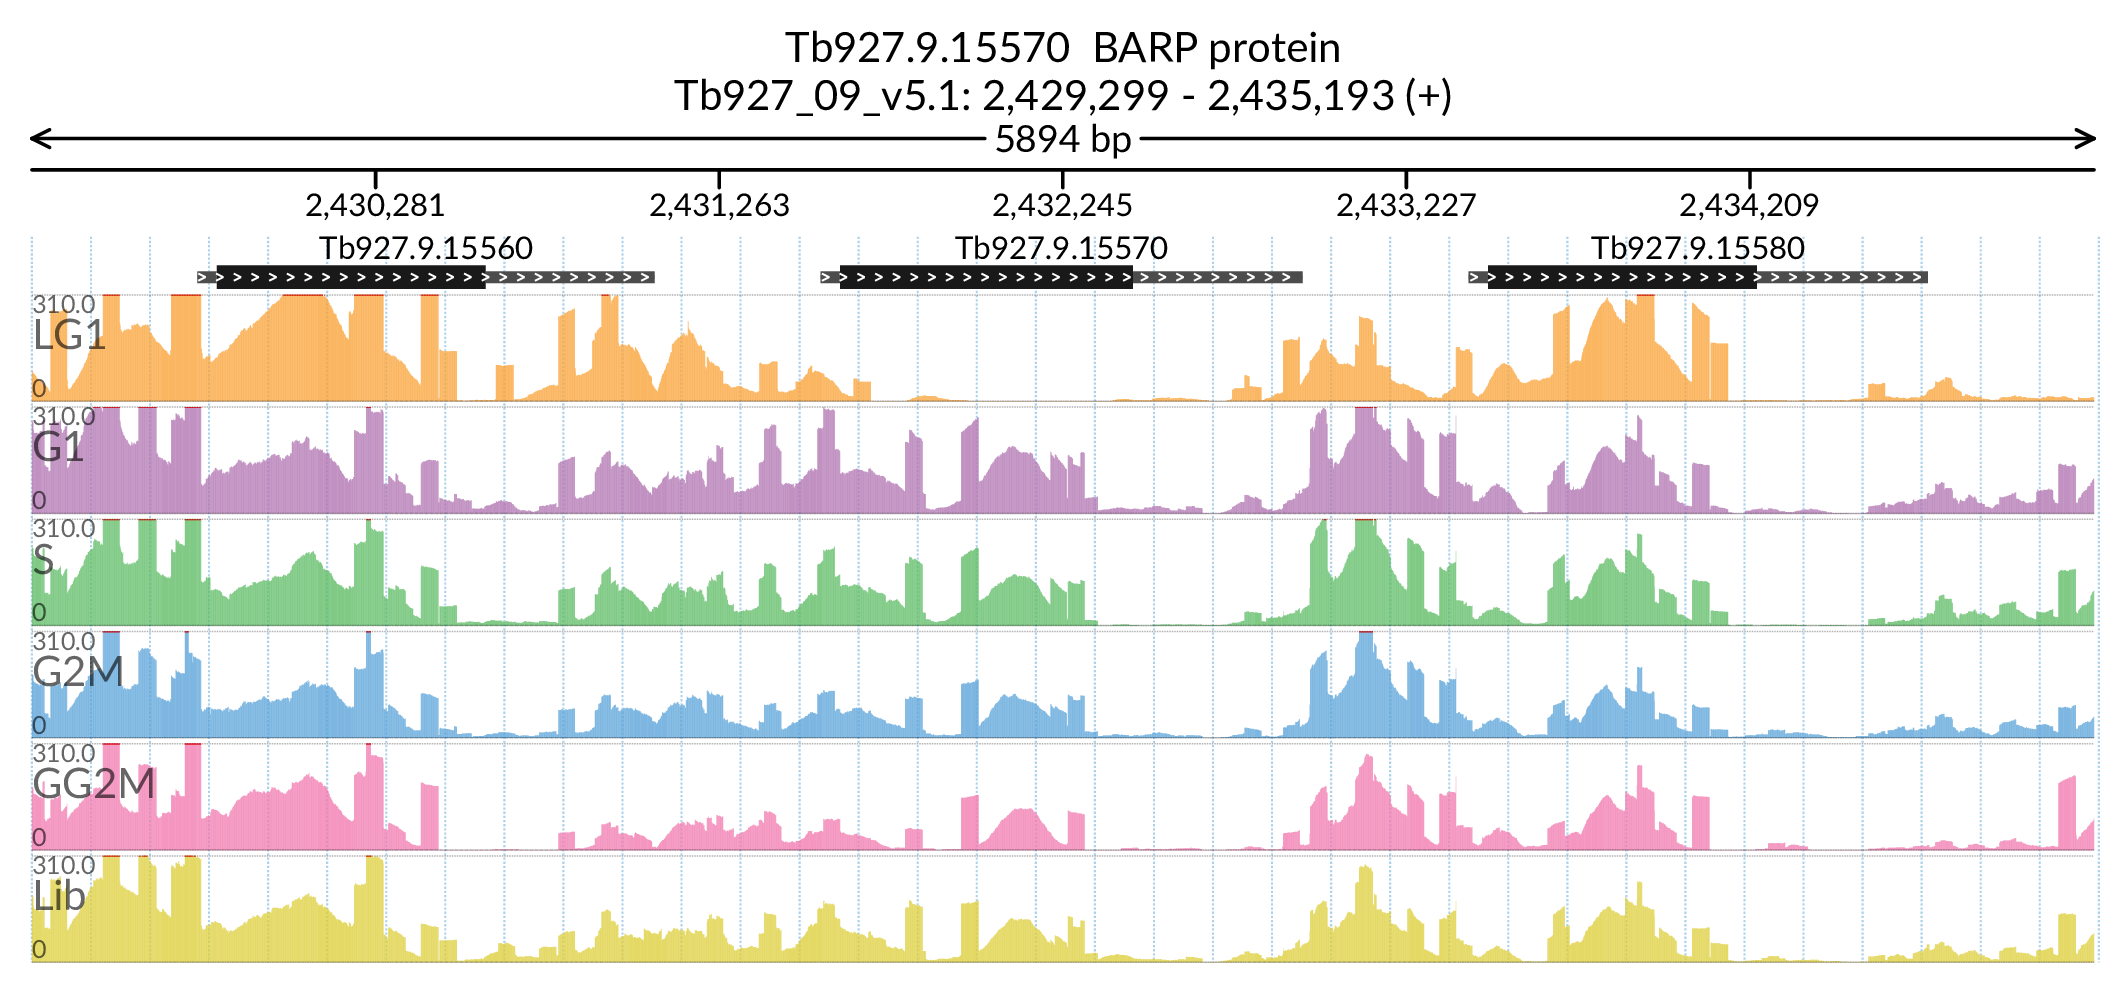 Tb927.9.15570 BARP protein
Tb927_09_v5.1: 2,429,299 - 2,435,193 (+)
5894 bp
2,430,281 2,431,263 2,432,245 2,433,227 2,434,209
Tb927.9.15560 Tb927.9.15570 Tb927.9.15580
310.0
LG1
0
310.0
G1
0
310.0
S
0
310.0
G2M
0
310.0
GG2M
0
310.0
Lib
0